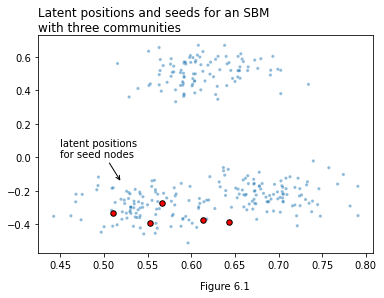 Latent positions and seeds for an SBM
with three communities
0.6
0.4
0.2
0.0
−0.2
−0.4
latent positions
for seed nodes
0.45 0.50 0.55 0.60 0.65 0.70 0.75 0.80
Figure 6.1